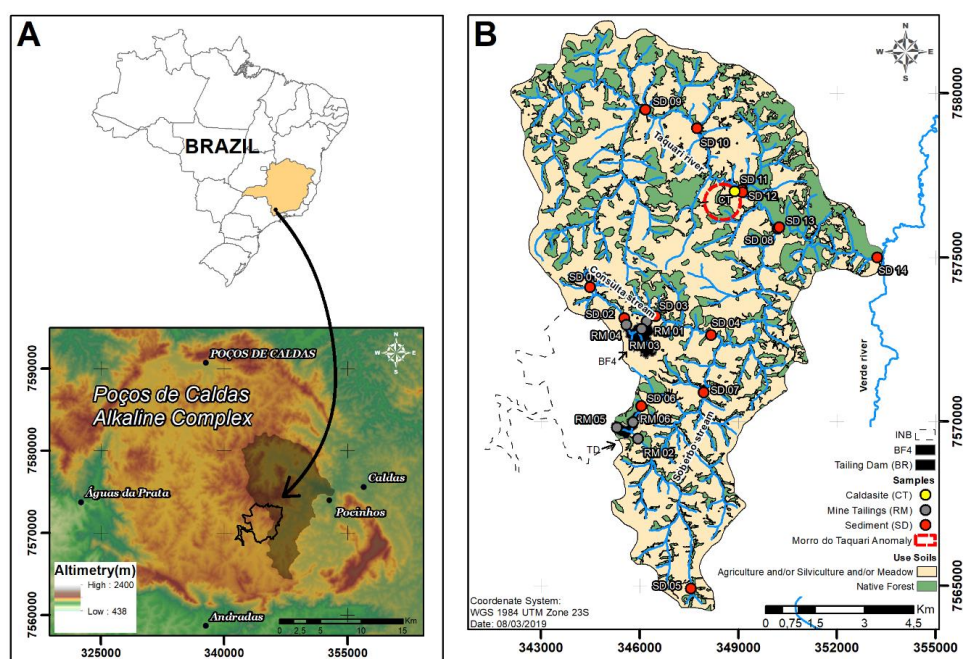 A
BRAZIL
N
W E
S
POÇOS DE CALDAS
Poços de Caldas
Alkaline Complex
Águas da Prata
Caldas
Pocinhos
Andradas
Altimetry(m)
High : 2400
Low : 438
0 5 10 15
Km
7590000
7580000
7570000
7560000
325000 340000 355000
B
N
W E
S
SD 09
SD 10
Taquari river
SD 11
SD 12
CT
SD 13
SD 08
SD 14
Consulta stream
SD 03
SD 02
SD 04
RM 04
RM 01
RM 03
BF4
SD 07
SD 06
RM 05
RM 06
TD
RM 02
Soberbo stream
SD 05
Verde river
INB
BF4
Tailing Dam (BR)
Samples
Caldasite (CT)
Mine Tailings (RM)
Sediment (SD)
Morro do Taquari Anomaly
Use Soils
Agriculture and/or Silviculture and/or Meadow
Native Forest
Coordenate System:
WGS 1984 UTM Zone 23S
Date: 08/03/2019
Km
0 0,75 1.5 3 4.5
7580000
7575000
7570000
7565000
343000 346000 349000 352000 355000